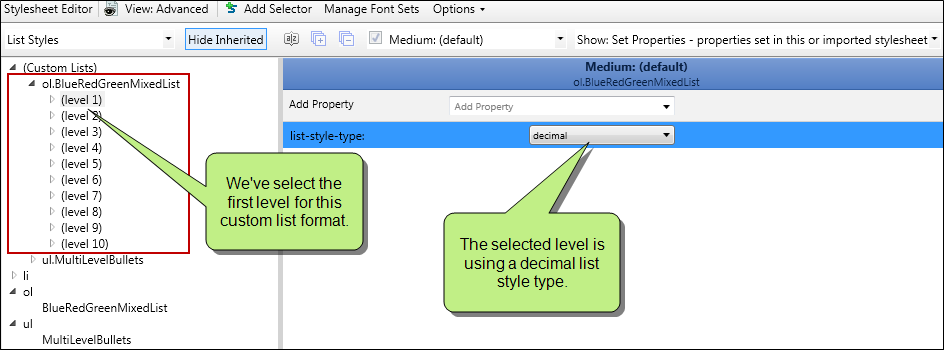 Stylesheet Editor View: Advanced Add Selector Manage Font Sets Options
List Styles Hide Inherited Medium: (default) Show: Set Properties - properties set in this or imported stylesheet
(Custom Lists)
ol.BlueRedGreenMixedList
(level 1)
(level 2)
(level 3)
(level 4)
(level 5)
(level 6)
(level 7)
(level 8)
(level 9)
(level 10)
ul.MultiLevelBullets
li
ol
BlueRedGreenMixedList
ul
MultiLevelBullets
Medium: (default)
ol.BlueRedGreenMixedList
Add Property Add Property
list-style-type: decimal
We've select the
first level for this
custom list format.
The selected level is
using a decimal list
style type.